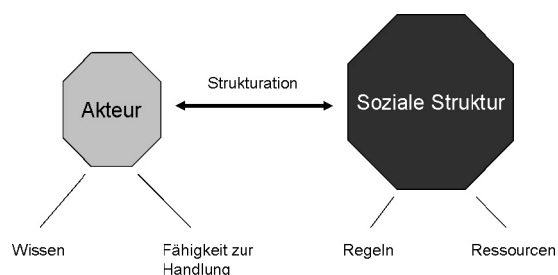 Strukturation
Akteur
Soziale Struktur
Wissen
Fähigkeit zur
Handlung
Regeln
Ressourcen